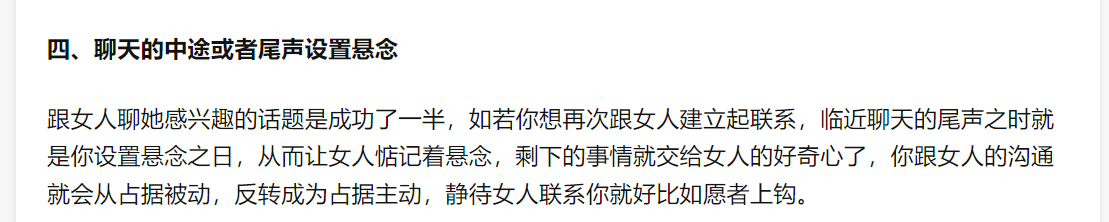 四、聊天的中途或者尾声设置悬念
跟女人聊她感兴趣的话题是成功了一半，如若你想再次跟女人建立起联系，临近聊天的尾声之时就
是你设置悬念之日，从而让女人惦记着悬念，剩下的事情就交给女人的好奇心了，你跟女人的沟通
就会从占据被动，反转成为占据主动，静待女人联系你就好比如愿者上钩。